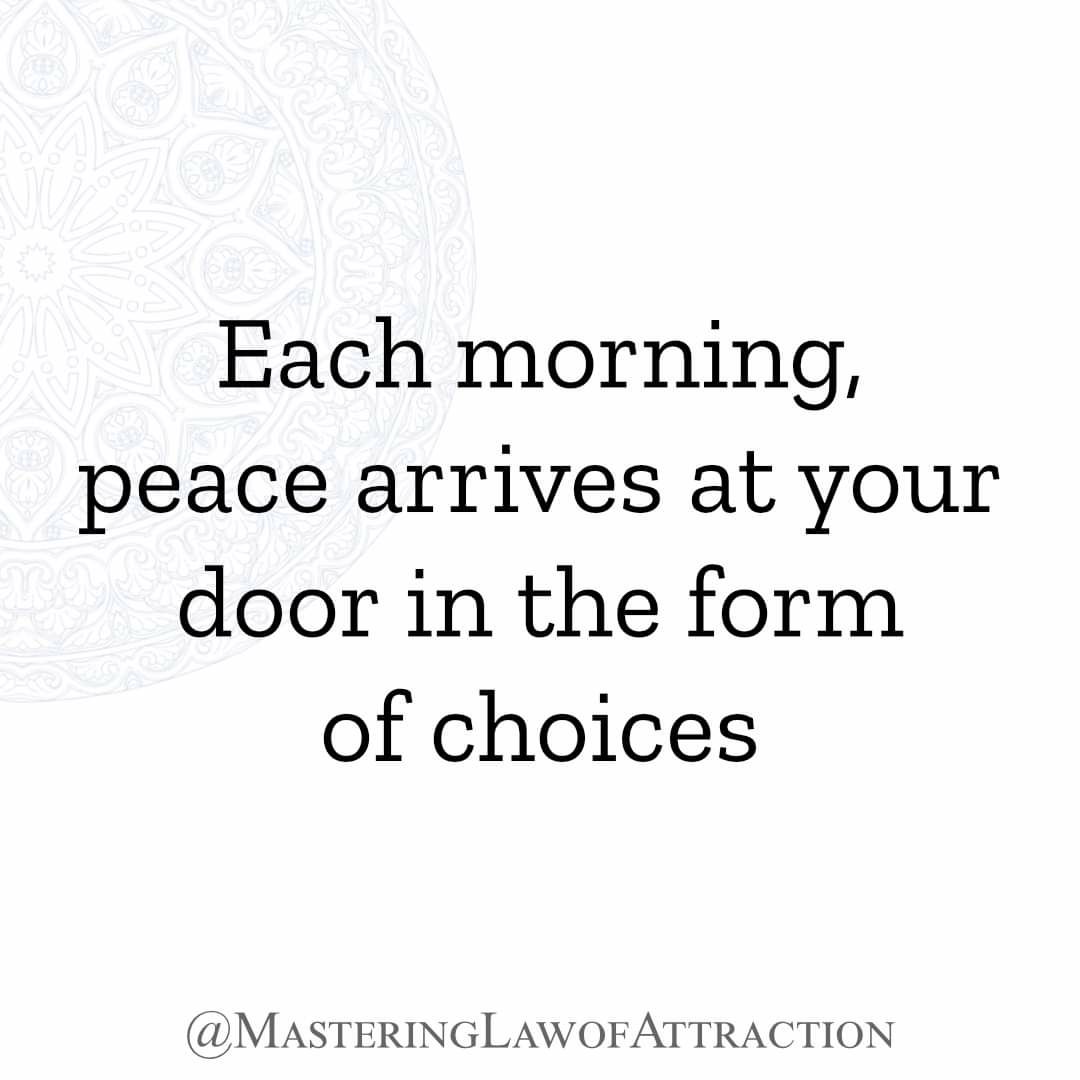 Each morning,
peace arrives at your
door in the form
of choices
@MasteringLawofAttraction